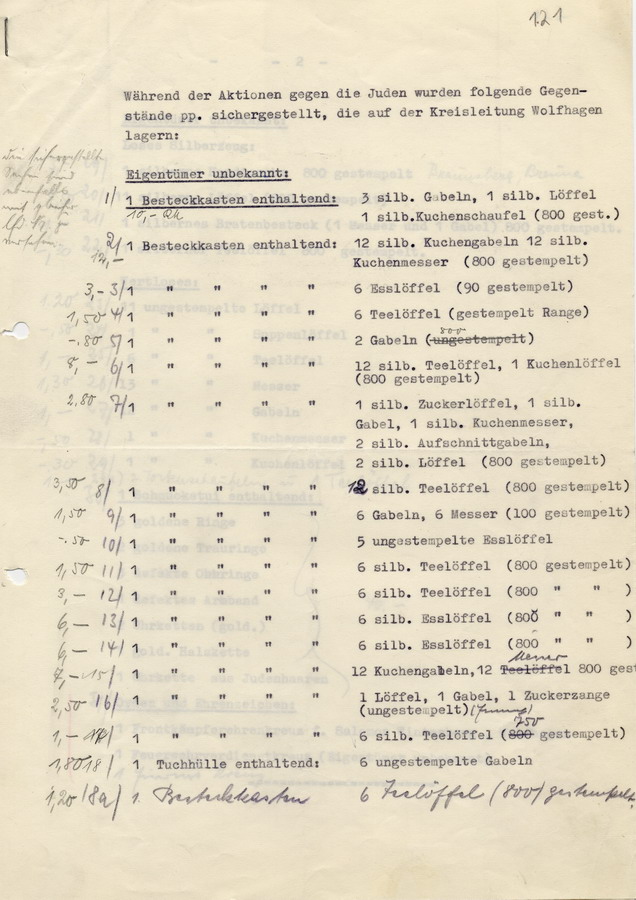 121
Während der Aktionen gegen die Juden wurden folgende Gegen-
stände pp. sichergestellt, die auf der Kreisleitung Wolfhagen
lagern:
Eigentümer unbekannt:
1/ 1 Besteckkasten enthaltend: 3 silb. Gabeln, 1 silb. Löffel
10,- 1 silb.Kuchenschaufel (800 gest.)
2/ 1 Besteckkasten enthaltend: 12 silb. Kuchengabeln 12 silb.
12,- Kuchenmesser (800 gestempelt)
3,- 3/ 1 " " " " 6 Esslöffel (90 gestempelt)
1,50 4/ 1 " " " " 6 Teelöffel (gestempelt Range)
800
-.80 5/ 1 " " " " 2 Gabeln (ungestempelt)
8,- 6/ 1 " " " " 12 silb. Teelöffel, 1 Kuchenlöffel
(800 gestempelt)
2,80 7/ 1 " " " " 1 silb. Zuckerlöffel, 1 silb.
Gabel, 1 silb. Kuchenmesser,
2 silb. Aufschnittgabeln,
2 silb. Löffel (800 gestempelt)
3,50 8/ 1 " " " " 12 silb. Teelöffel (800 gestempelt)
1,50 9/ 1 " " " " 6 Gabeln, 6 Messer (100 gestempelt)
-.50 10/ 1 " " " " 5 ungestempelte Esslöffel
1,50 11/ 1 " " " " 6 silb. Teelöffel (800 gestempelt)
3,- 12/ 1 " " " " 6 silb. Teelöffel (800 " " )
6,- 13/ 1 " " " " 6 silb. Esslöffel (800 " " )
6,- 14/ 1 " " " " 6 silb. Esslöffel (800 " " )
Messer
7,- 15/ 1 " " " " 12 Kuchengabeln,12 Teelöffel 800 gest
2,50 16/ 1 " " " " 1 Löffel, 1 Gabel, 1 Zuckerzange
(ungestempelt)
750
1,- 17/ 1 " " " " 6 silb. Teelöffel (800 gestempelt)
1,80 18/ 1 Tuchhülle enthaltend: 6 ungestempelte Gabeln
1,20 18a/ 1. Besteckkasten 6 Teelöffel (800) gestempelt.